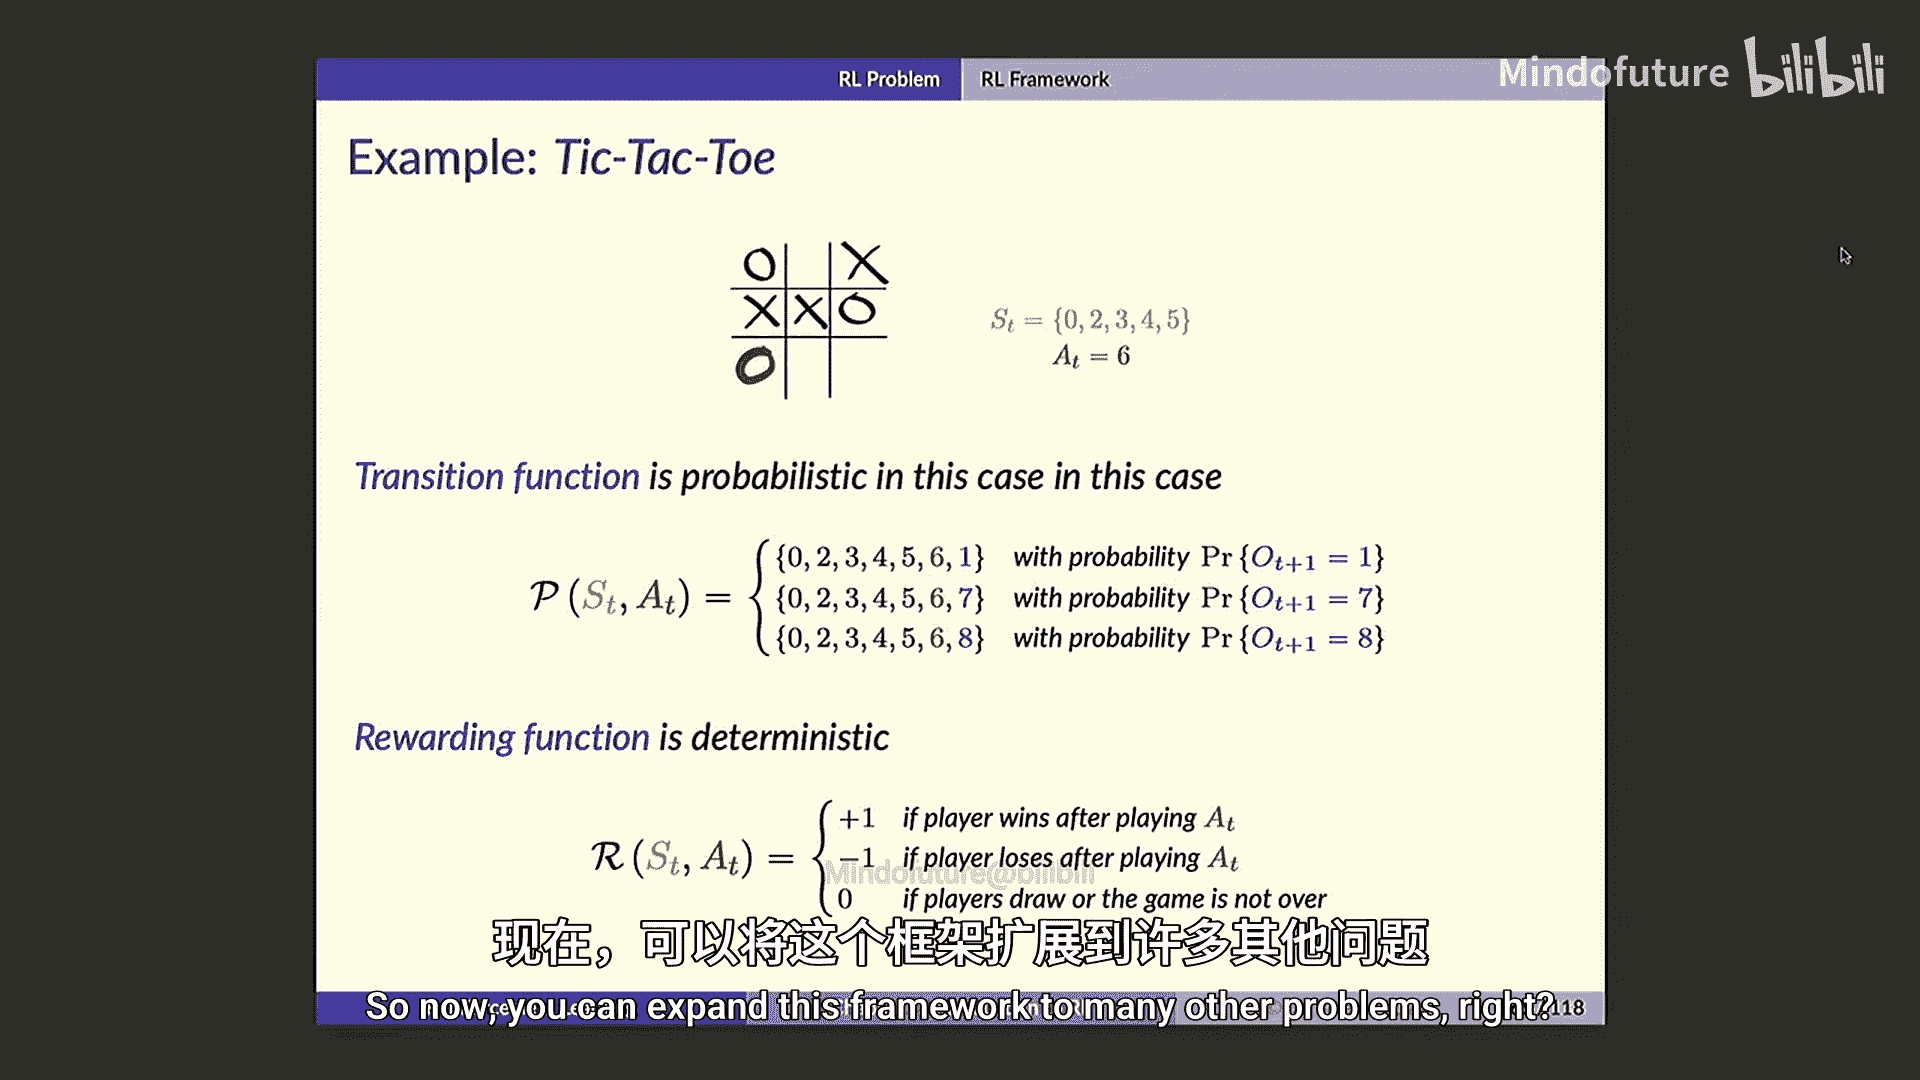 RL Problem RL Framework
Mindofuture bilibili
Example: Tic-Tac-Toe
O X
X X O
O
S_t = {0, 2, 3, 4, 5}
A_t = 6
Transition function is probabilistic in this case in this case
P (S_t, A_t) =
{0, 2, 3, 4, 5, 6, 1} with probability Pr {O_{t+1} = 1}
{0, 2, 3, 4, 5, 6, 7} with probability Pr {O_{t+1} = 7}
{0, 2, 3, 4, 5, 6, 8} with probability Pr {O_{t+1} = 8}
Rewarding function is deterministic
R (S_t, A_t) =
+1 if player wins after playing A_t
−1 if player loses after playing A_t
Mindofuture@bilibili
0 if players draw or the game is not over
现在，可以将这个框架扩展到许多其他问题
So now, you can expand this framework to many other problems, right?
118